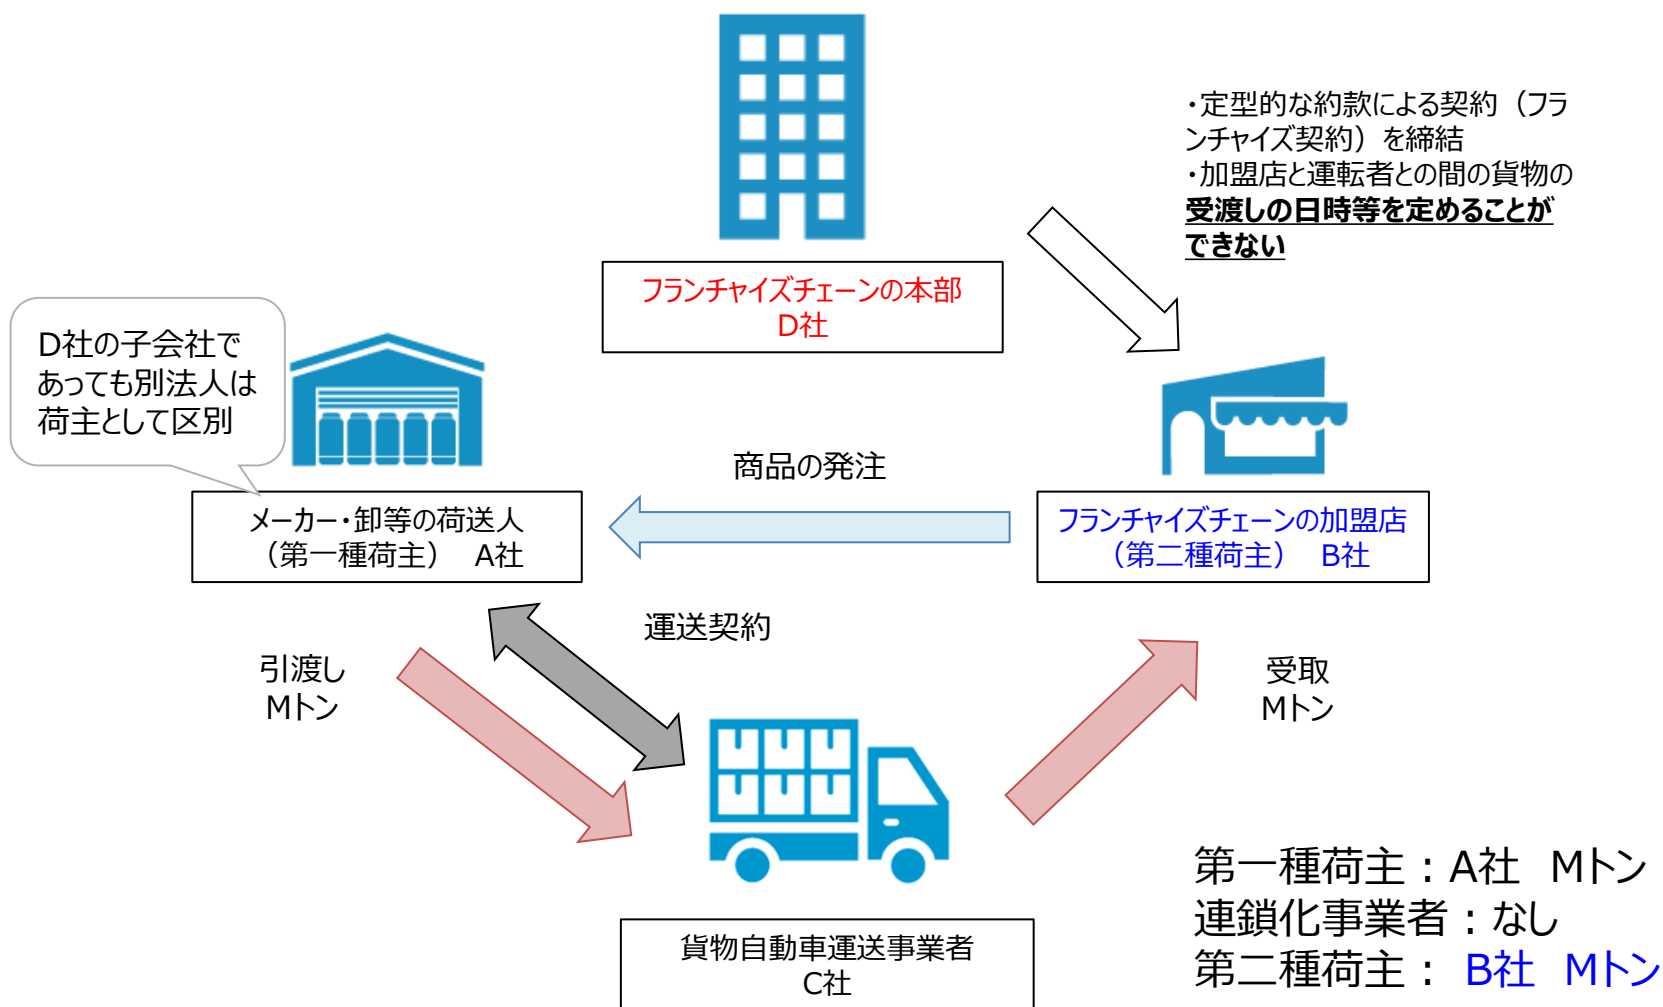 ・定型的な約款による契約（フラ
ンチャイズ契約）を締結
・加盟店と運転者との間の貨物の
受渡しの日時等を定めることが
できない
フランチャイズチェーンの本部
D社
D社の子会社で
あっても別法人は
荷主として区別
商品の発注
メーカー・卸等の荷送人
（第一種荷主）　A社
フランチャイズチェーンの加盟店
（第二種荷主）　B社
運送契約
引渡し
Mトン
受取
Mトン
貨物自動車運送事業者
C社
第一種荷主：A社　Mトン
連鎖化事業者：なし
第二種荷主： B社　Mトン